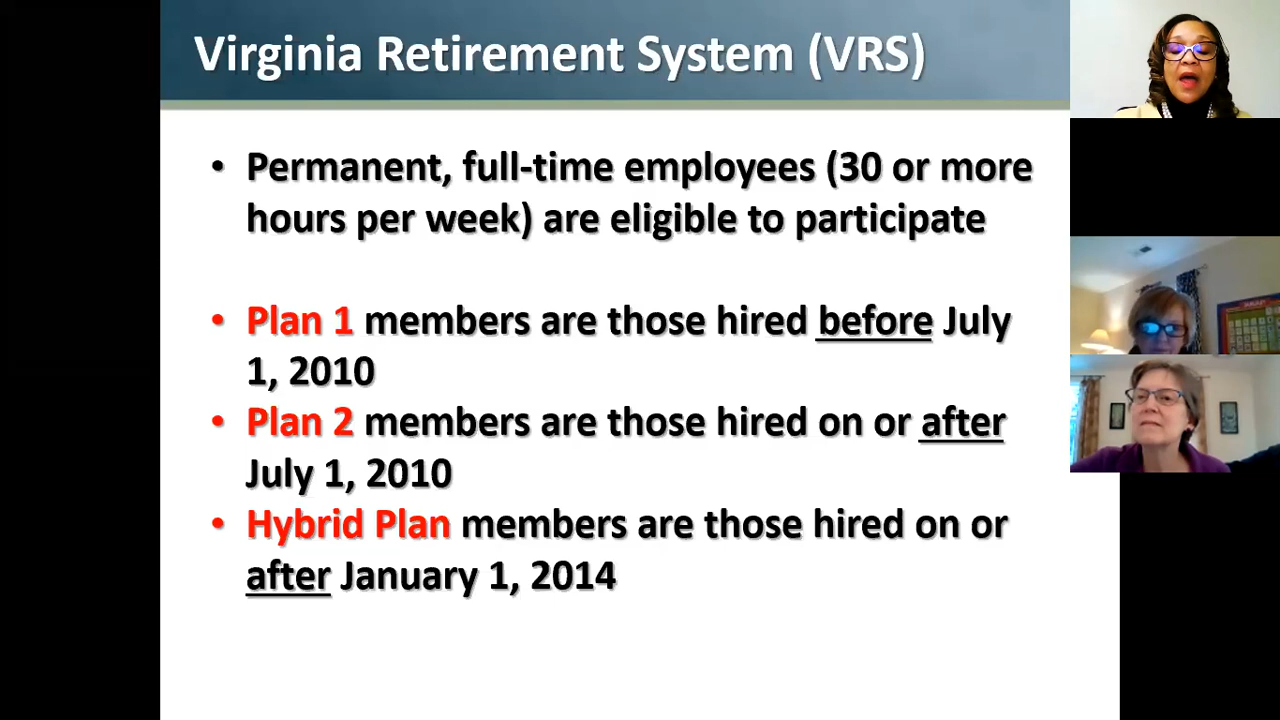 Virginia Retirement System (VRS)
• Permanent, full-time employees (30 or more
hours per week) are eligible to participate
• Plan 1 members are those hired before July
1, 2010
• Plan 2 members are those hired on or after
July 1, 2010
• Hybrid Plan members are those hired on or
after January 1, 2014